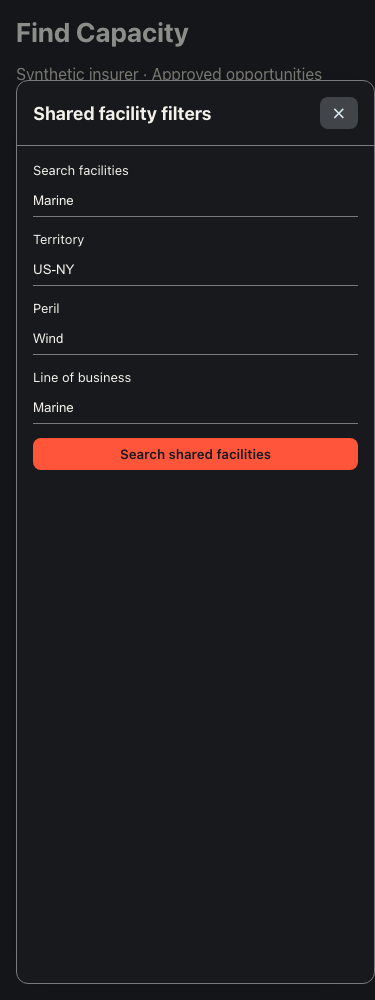 Find Capacity
Synthetic insurer · Approved opportunities
Shared facility filters
×
Search facilities
Marine
Territory
US-NY
Peril
Wind
Line of business
Marine
Search shared facilities